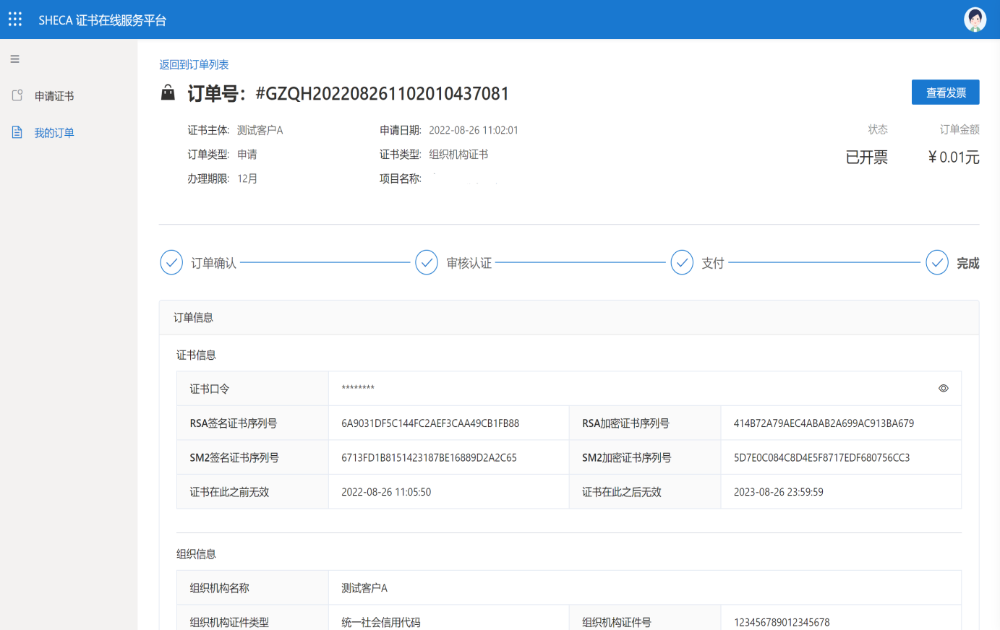 SHECA 证书在线服务平台
申请证书
我的订单
返回到订单列表
订单号：#GZQH202208261102010437081
查看发票
证书主体: 测试客户A 申请日期: 2022-08-26 11:02:01 状态 订单金额
订单类型: 申请 证书类型: 组织机构证书 已开票 ￥0.01元
办理期限: 12月 项目名称:
订单确认 审核认证 支付 完成
订单信息
证书信息
证书口令 ********
RSA签名证书序列号 6A9031DF5C144FC2AEF3CAA49CB1FB88 RSA加密证书序列号 414B72A79AEC4ABAB2A699AC913BA679
SM2签名证书序列号 6713FD1B8151423187BE16889D2A2C65 SM2加密证书序列号 5D7E0C084C8D4E5F8717EDF680756CC3
证书在此之前无效 2022-08-26 11:05:50 证书在此之后无效 2023-08-26 23:59:59
组织信息
组织机构名称 测试客户A
组织机构证件类型 统一社会信用代码 组织机构证件号 123456789012345678